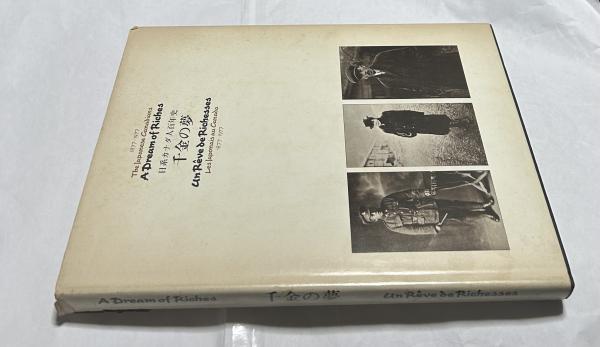 The Japanese Canadians
1877-1977
A Dream of Riches
日系カナダ人百年史
千金の夢
Un Rêve de Richesses
Les Japonais au Canada
1877-1977
A Dream of Riches 千金の夢 Un Rêve de Richesses